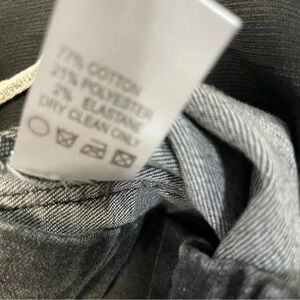 77% COTTON
21% POLYESTER
2% ELASTANE
DRY CLEAN ONLY